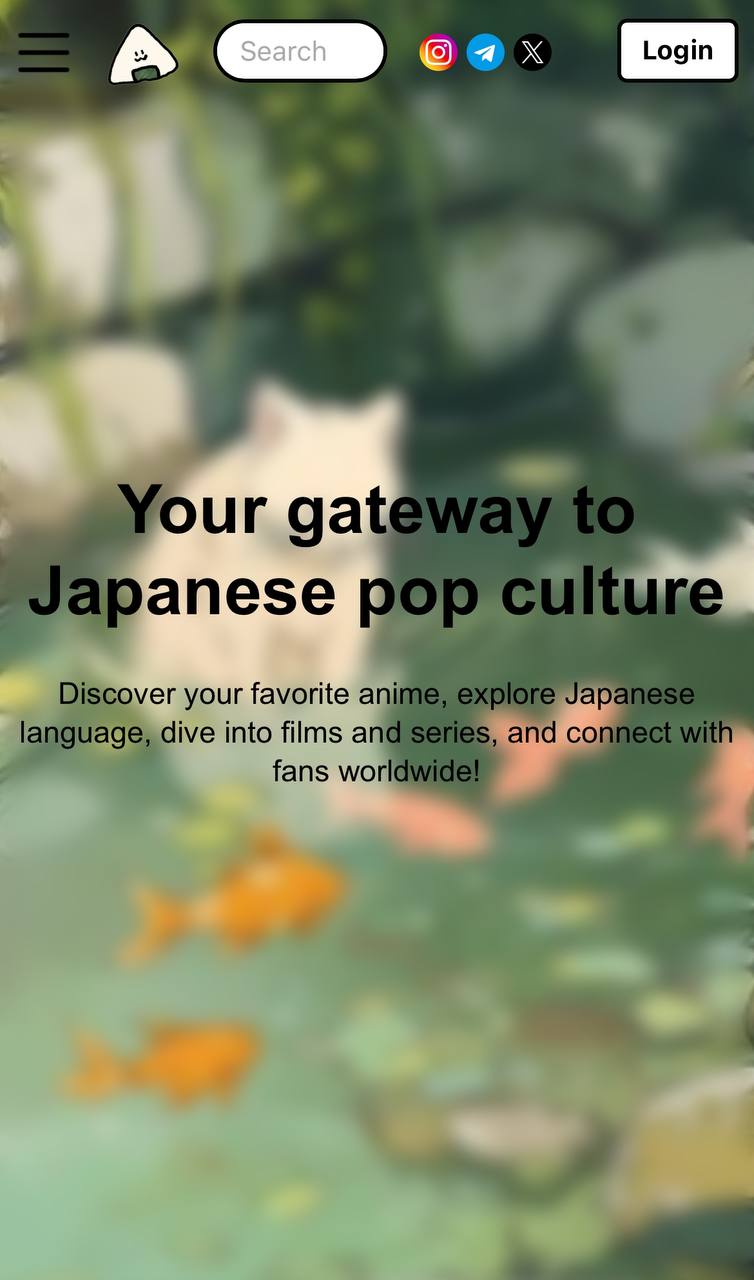 Search
Login
Your gateway to
Japanese pop culture
Discover your favorite anime, explore Japanese
language, dive into films and series, and connect with
fans worldwide!